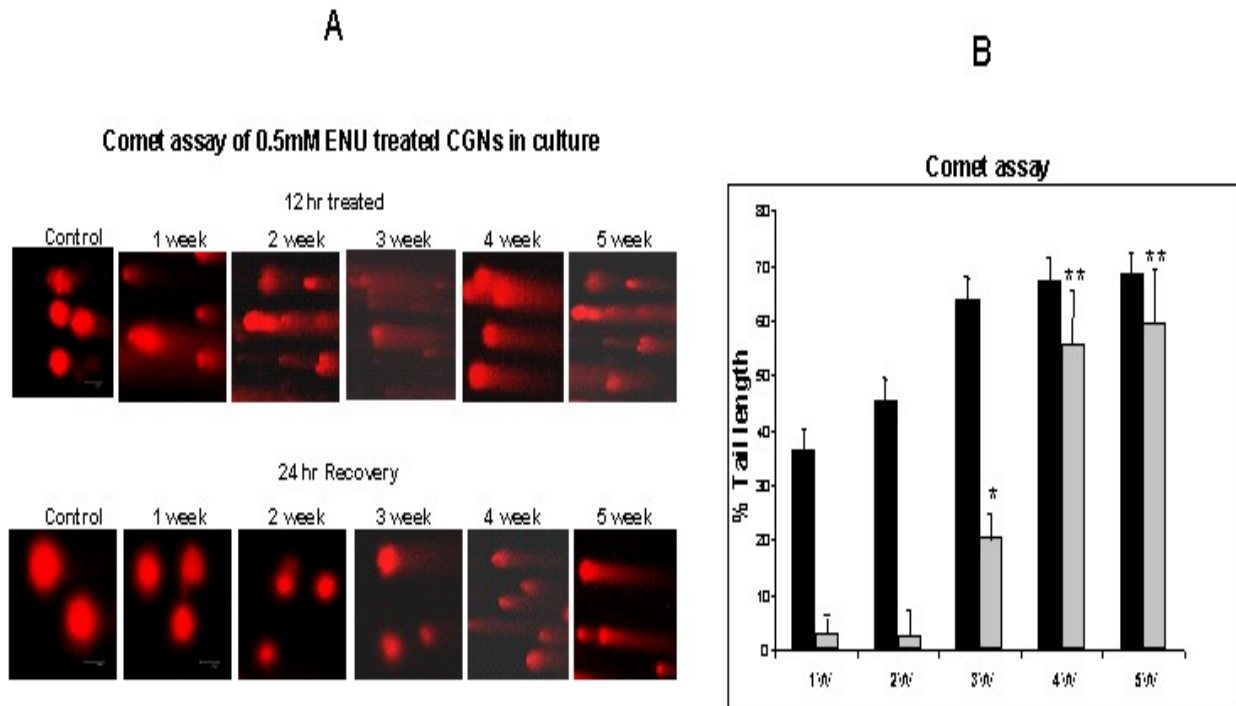 A
B
Comet assay of 0.5mM ENU treated CGNs in culture
12 hr treated
Control 1 week 2 week 3 week 4 week 5 week
24 hr Recovery
Control 1 week 2 week 3 week 4 week 5 week
Comet assay
% Tail length
80
70
60
50
40
30
20
10
0
*
**
**
1W 2W 3W 4W 5W